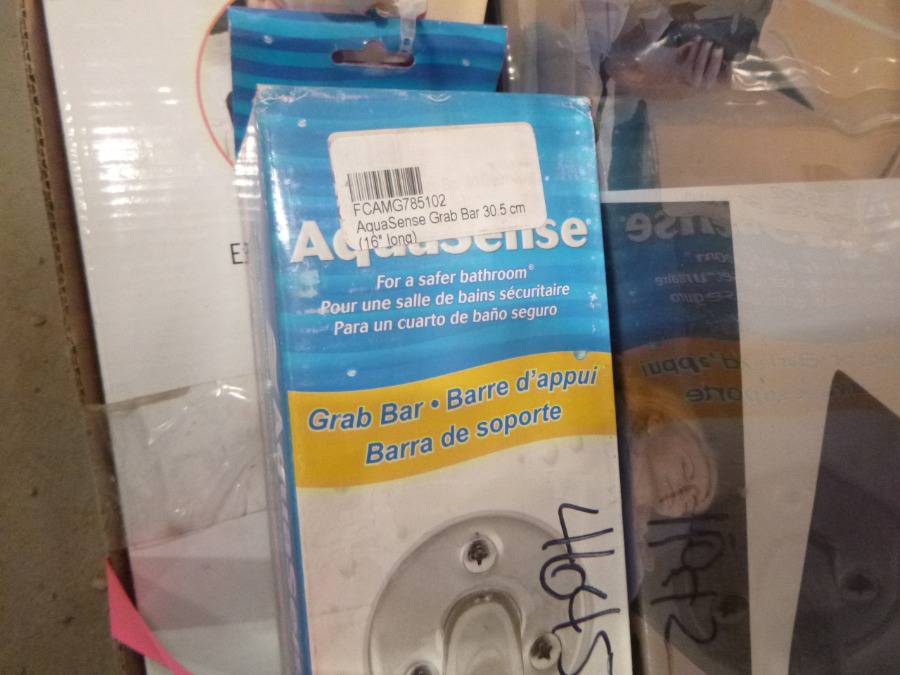 FCAMG785102
AquaSense Grab Bar 30.5 cm
(16" long)
AquaSense
For a safer bathroom®
Pour une salle de bains sécuritaire
Para un cuarto de baño seguro
Grab Bar • Barre d'appui
Barra de soporte